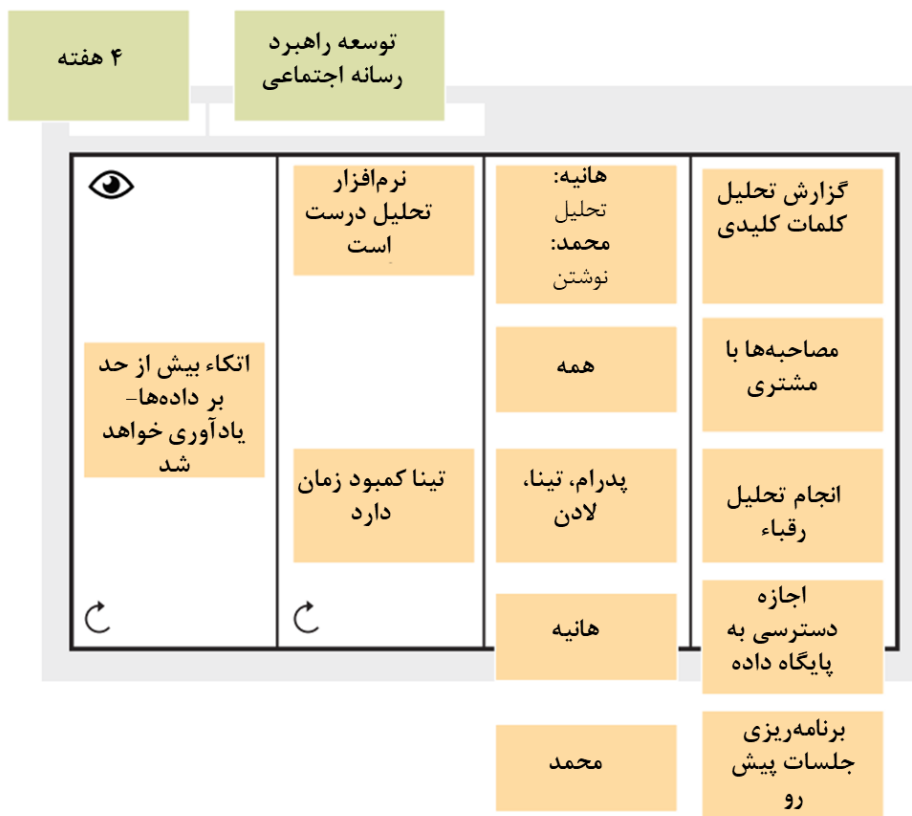 توسعه راهبرد
رسانه اجتماعی
۴ هفته
گزارش تحلیل
کلمات کلیدی
مصاحبه‌ها با
مشتری
انجام تحلیل
رقباء
اجازه
دسترسی به
پایگاه داده
برنامه‌ریزی
جلسات پیش
رو
هانیه:
تحلیل
محمد:
نوشتن
همه
پدرام، تینا،
لادن
هانیه
محمد
نرم‌افزار
تحلیل درست
است
تینا کمبود زمان
دارد
اتکاء بیش از حد
بر داده‌ها-
یادآوری خواهد
شد